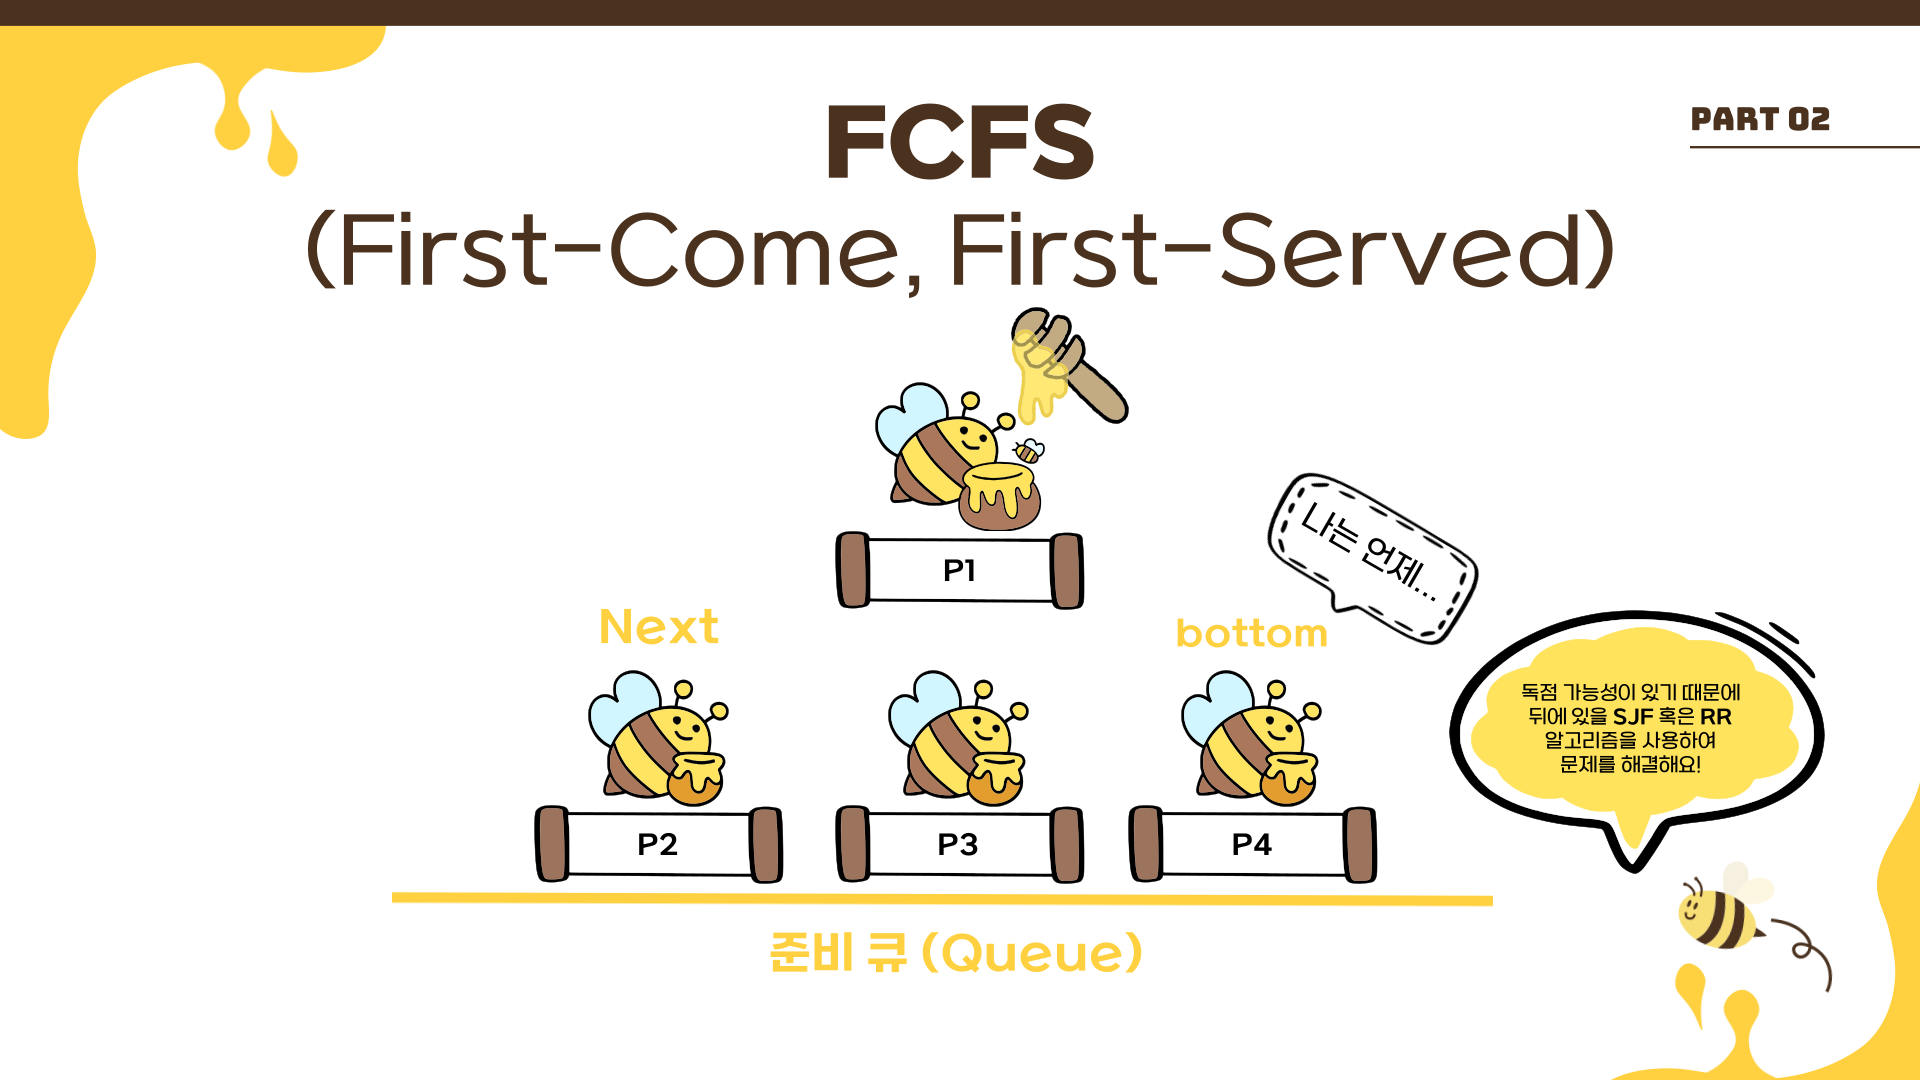 PART 02
FCFS
(First-Come, First-Served)
P1
나는 언제...
Next
bottom
독점 가능성이 있기 때문에
뒤에 있을 SJF 혹은 RR
알고리즘을 사용하여
문제를 해결해요!
P2
P3
P4
준비 큐 (Queue)